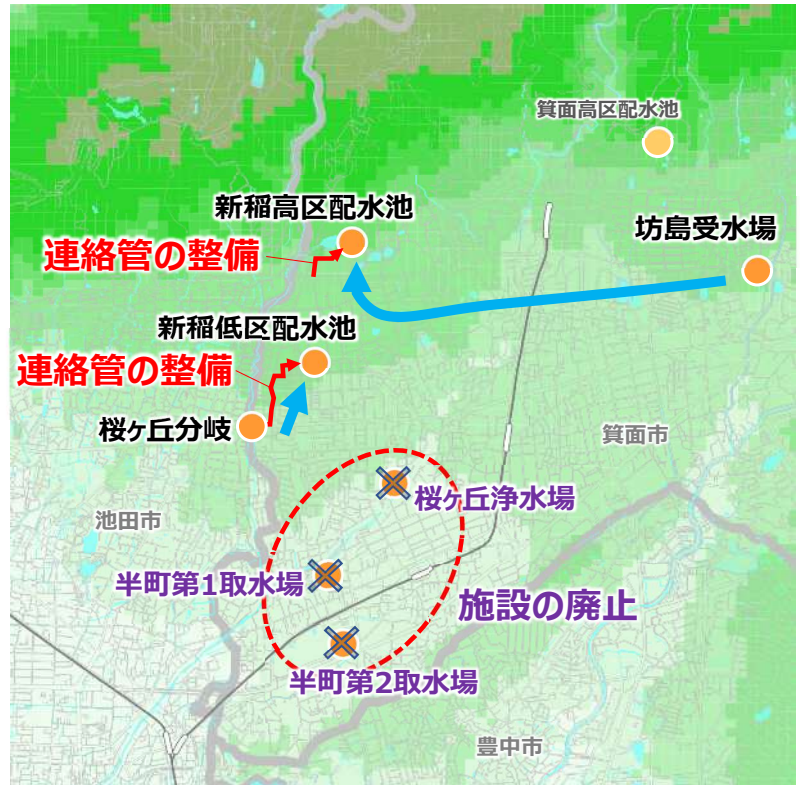 箕面高区配水池
新稲高区配水池
坊島受水場
連絡管の整備
新稲低区配水池
連絡管の整備
桜ヶ丘分岐
箕面市
桜ヶ丘浄水場
池田市
半町第1取水場
施設の廃止
半町第2取水場
豊中市